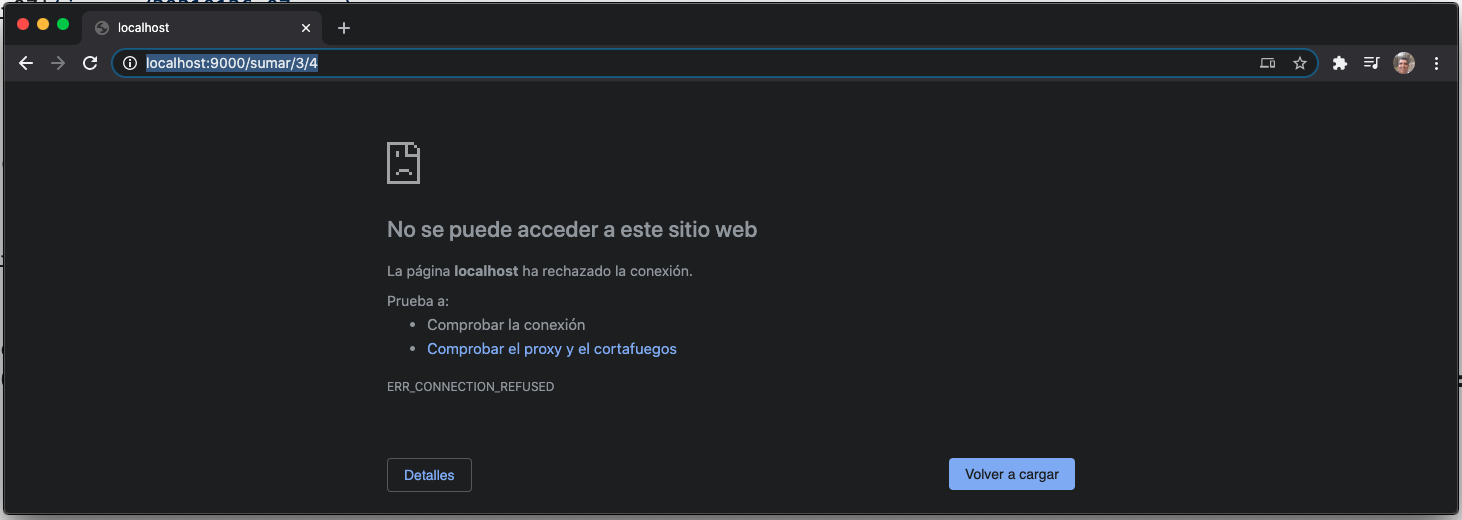 localhost
localhost:9000/sumar/3/4
No se puede acceder a este sitio web
La página localhost ha rechazado la conexión.
Prueba a:
• Comprobar la conexión
• Comprobar el proxy y el cortafuegos
ERR_CONNECTION_REFUSED
Detalles
Volver a cargar